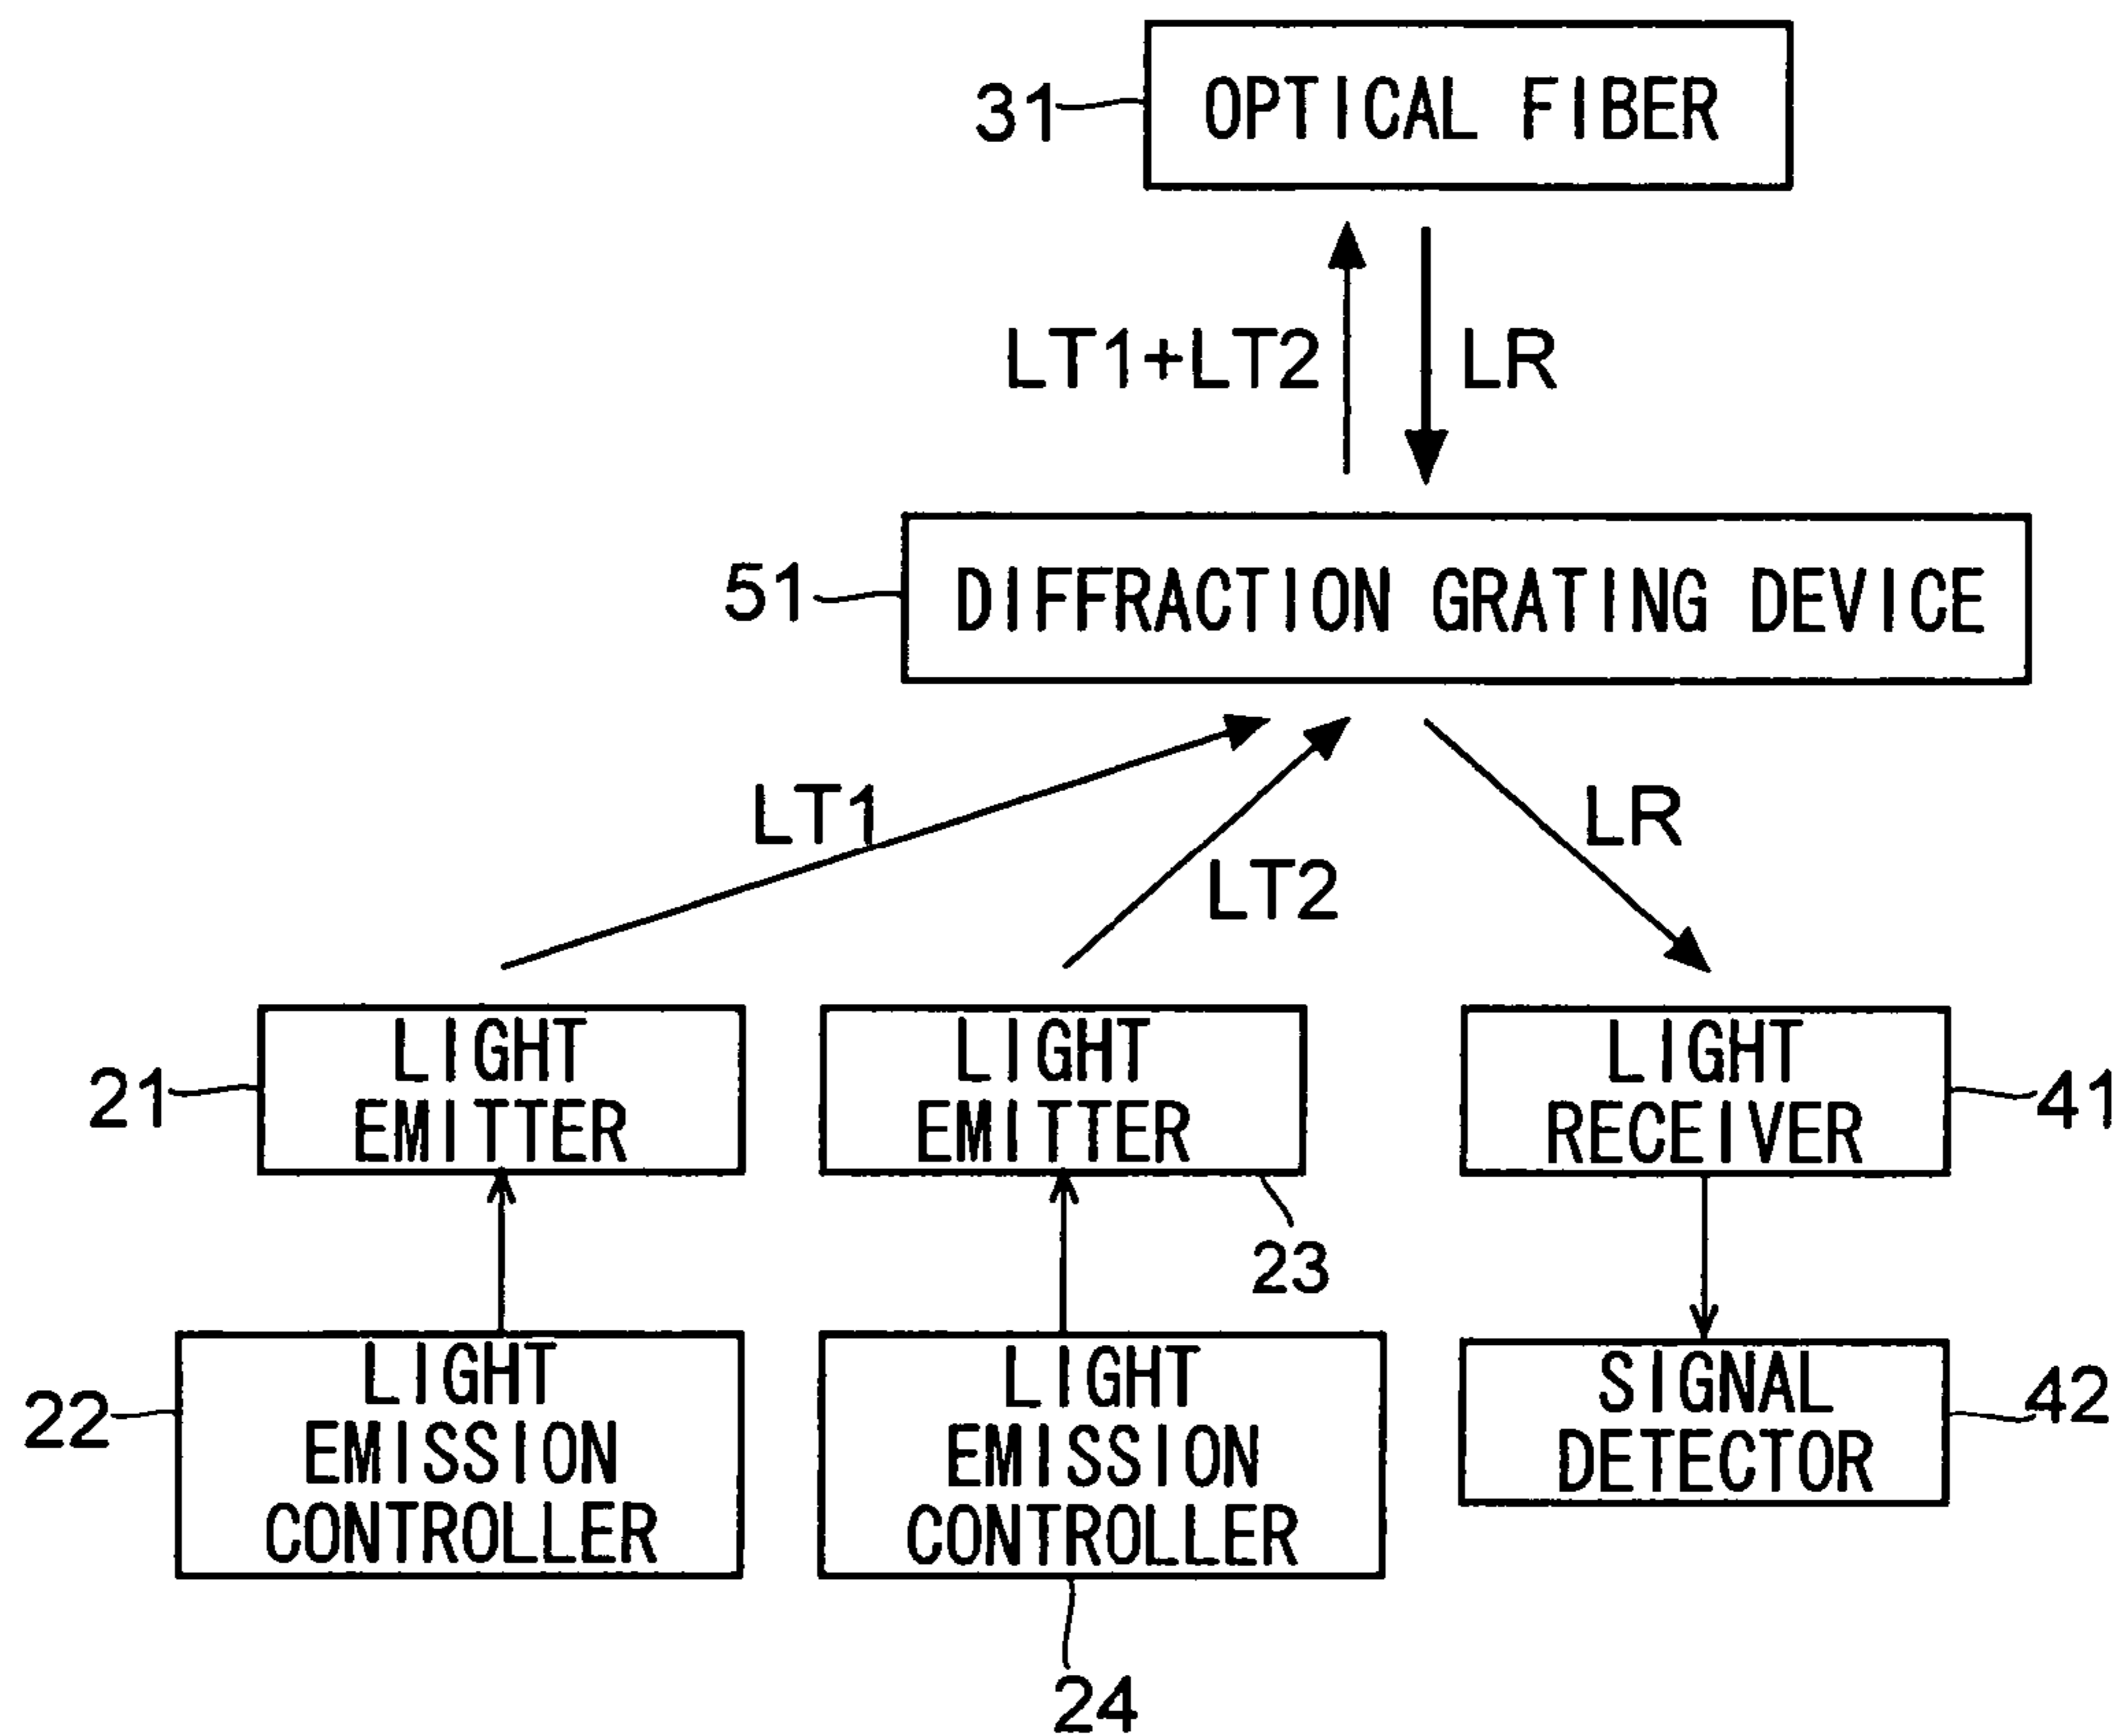 31
OPTICAL FIBER
LT1+LT2
LR
51
DIFFRACTION GRATING DEVICE
LT1
LT2
LR
21
LIGHT
EMITTER
LIGHT
EMITTER
23
LIGHT
RECEIVER
41
22
LIGHT
EMISSION
CONTROLLER
LIGHT
EMISSION
CONTROLLER
24
SIGNAL
DETECTOR
42